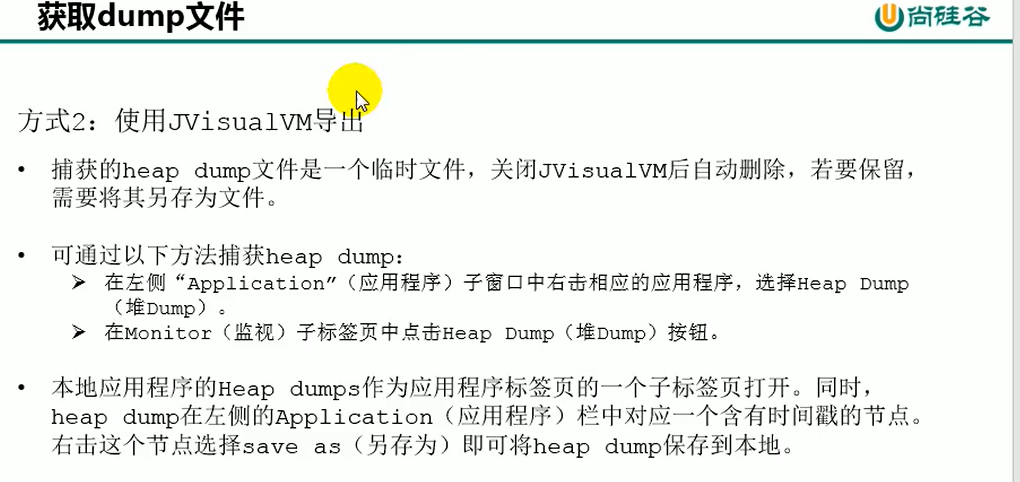 获取dump文件
尚硅谷
方式2：使用JVisualVM导出
• 捕获的heap dump文件是一个临时文件，关闭JVisualVM后自动删除，若要保留，
需要将其另存为文件。
• 可通过以下方法捕获heap dump：
➢ 在左侧“Application”（应用程序）子窗口中右击相应的应用程序，选择Heap Dump
（堆Dump）。
➢ 在Monitor（监视）子标签页中点击Heap Dump（堆Dump）按钮。
• 本地应用程序的Heap dumps作为应用程序标签页的一个子标签页打开。同时，
heap dump在左侧的Application（应用程序）栏中对应一个含有时间戳的节点。
右击这个节点选择save as（另存为）即可将heap dump保存到本地。